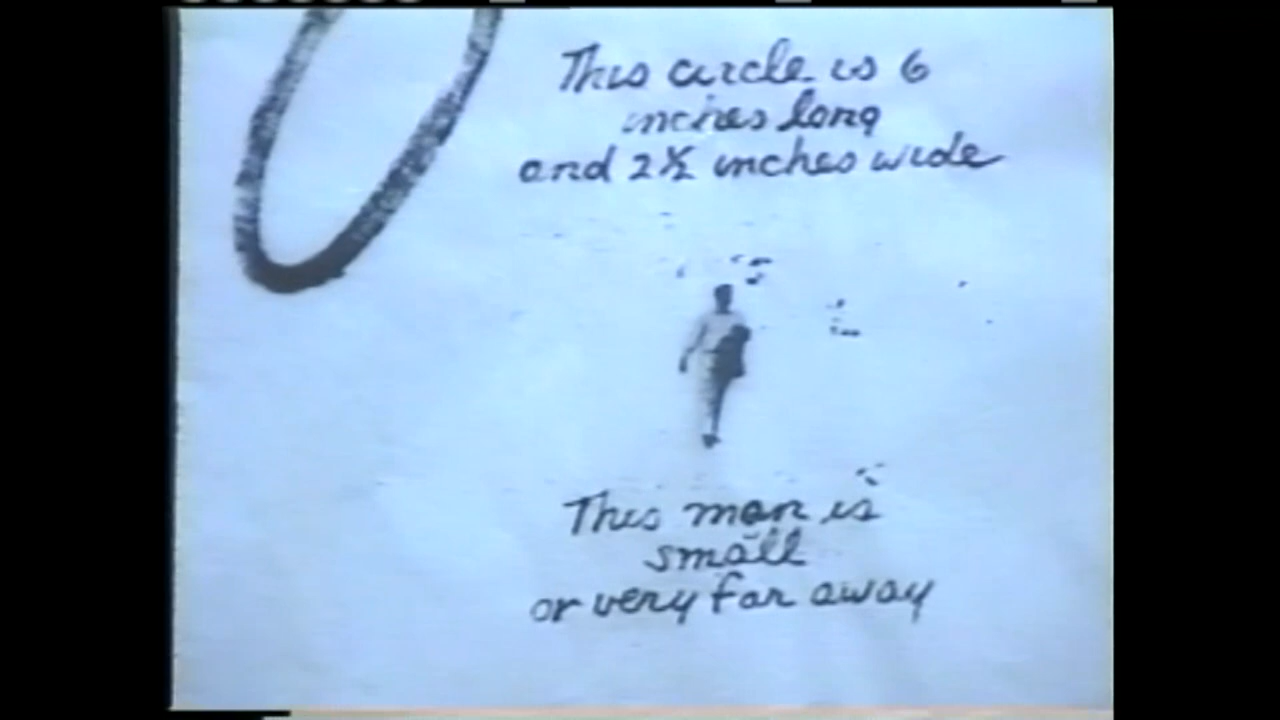 This circle is 6
inches long
and 2½ inches wide
This man is
small
or very far away